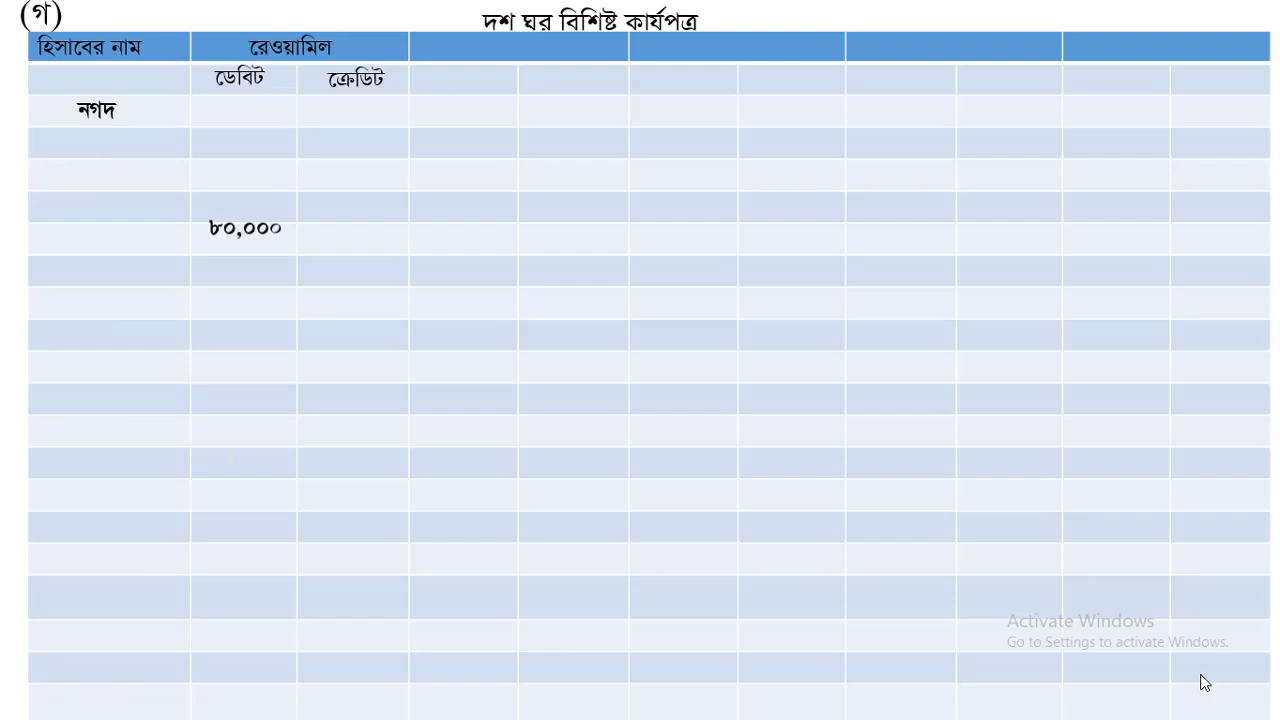 (গ)
দশ ঘর বিশিষ্ট কার্যপত্র
হিসাবের নাম রেওয়ামিল
ডেবিট ক্রেডিট
নগদ
৮০,০০০
Activate Windows
Go to Settings to activate Windows.